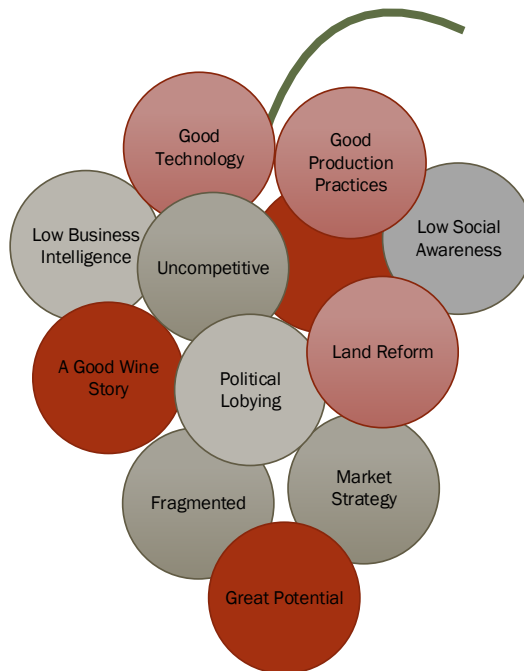 Good
Technology
Good
Production
Practices
Low Business
Intelligence
Uncompetitive
Low Social
Awareness
A Good Wine
Story
Political
Lobying
Land Reform
Fragmented
Market
Strategy
Great Potential